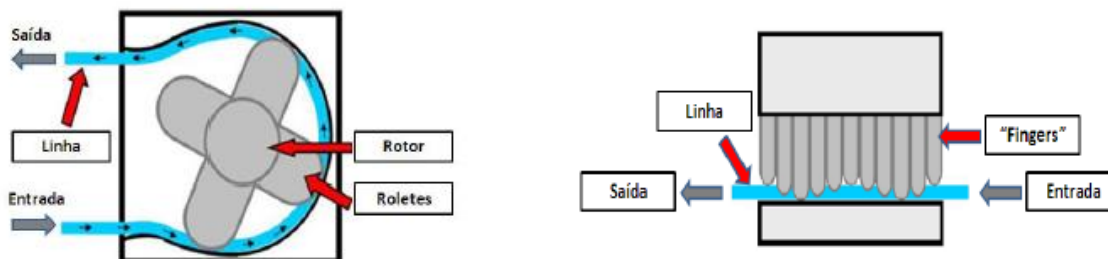 Saída
Linha
Rotor
Entrada
Roletes
Linha
"Fingers"
Saída
Entrada